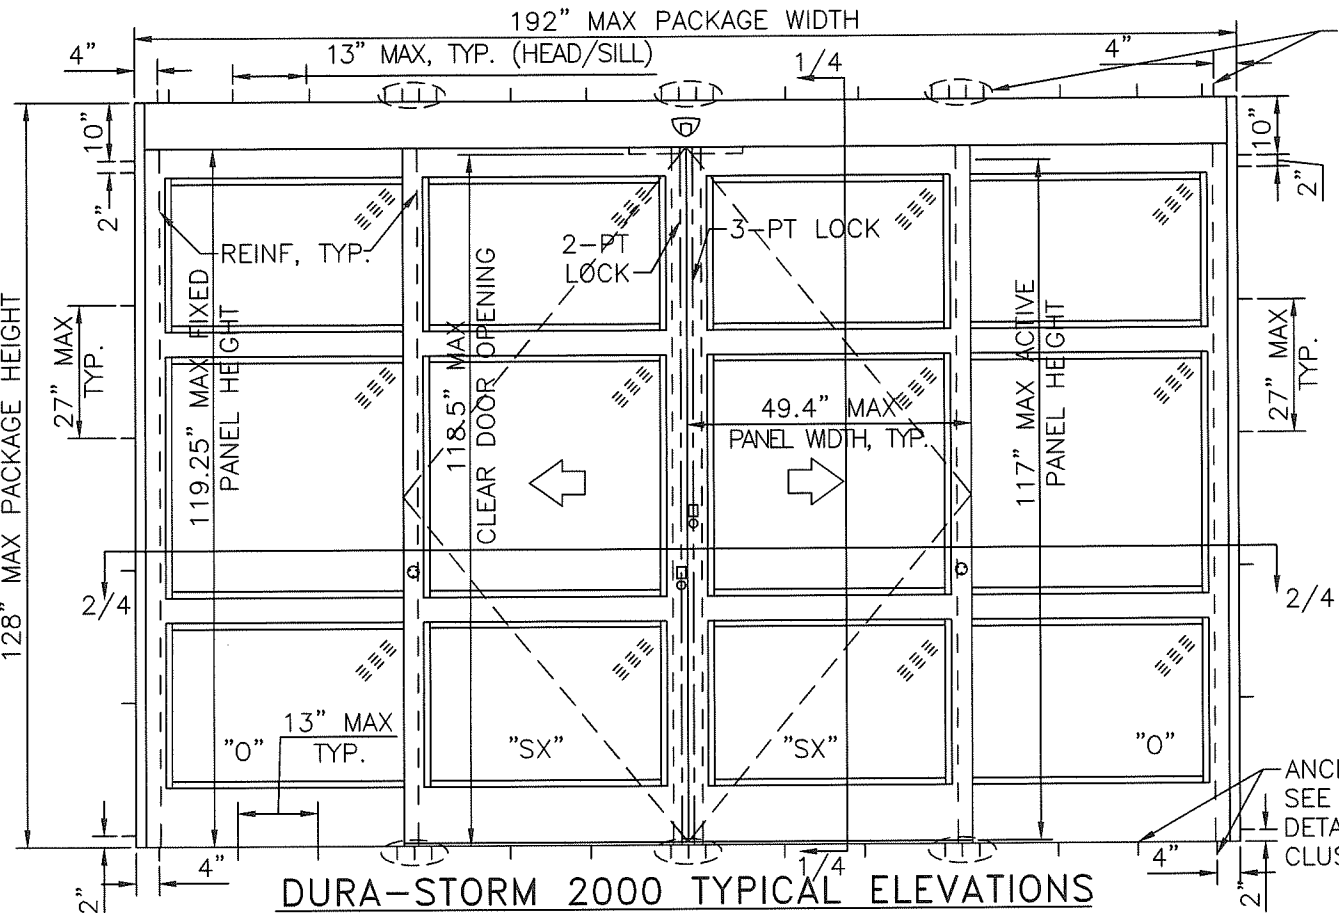 192” MAX PACKAGE WIDTH
4”
13” MAX, TYP. (HEAD/SILL)
1/4
4”
10”
10”
2”
2”
REINF, TYP.
2-PT
LOCK
3-PT LOCK
128” MAX PACKAGE HEIGHT
27” MAX
TYP.
119.25” MAX FIXED
PANEL HEIGHT
118.5” MAX
CLEAR DOOR OPENING
49.4” MAX
PANEL WIDTH, TYP.
117” MAX ACTIVE
PANEL HEIGHT
27” MAX
TYP.
2/4
2/4
13” MAX
TYP.
"O"
"SX"
"SX"
"O"
SEE
4”
2”
1/4
4”
2”
DURA-STORM 2000 TYPICAL ELEVATIONS